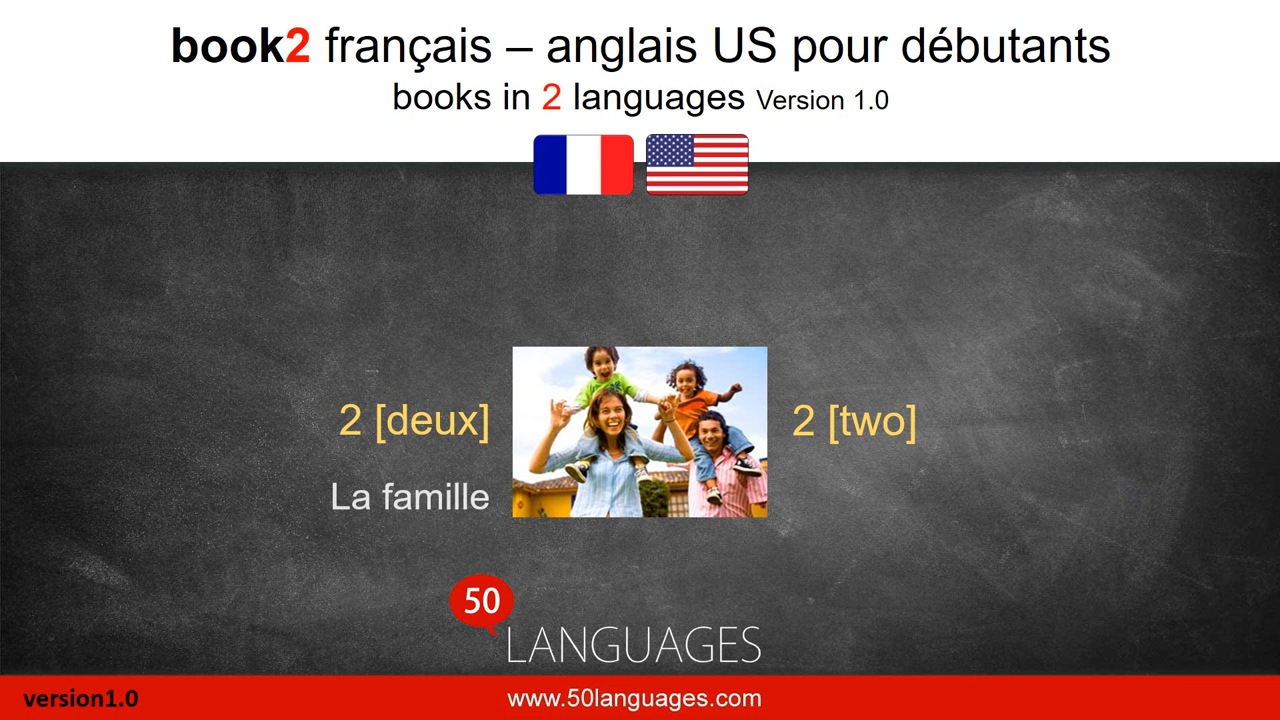 book2 français – anglais US pour débutants
books in 2 languages Version 1.0
2 [deux]
2 [two]
La famille
50
LANGUAGES
version1.0
www.50languages.com